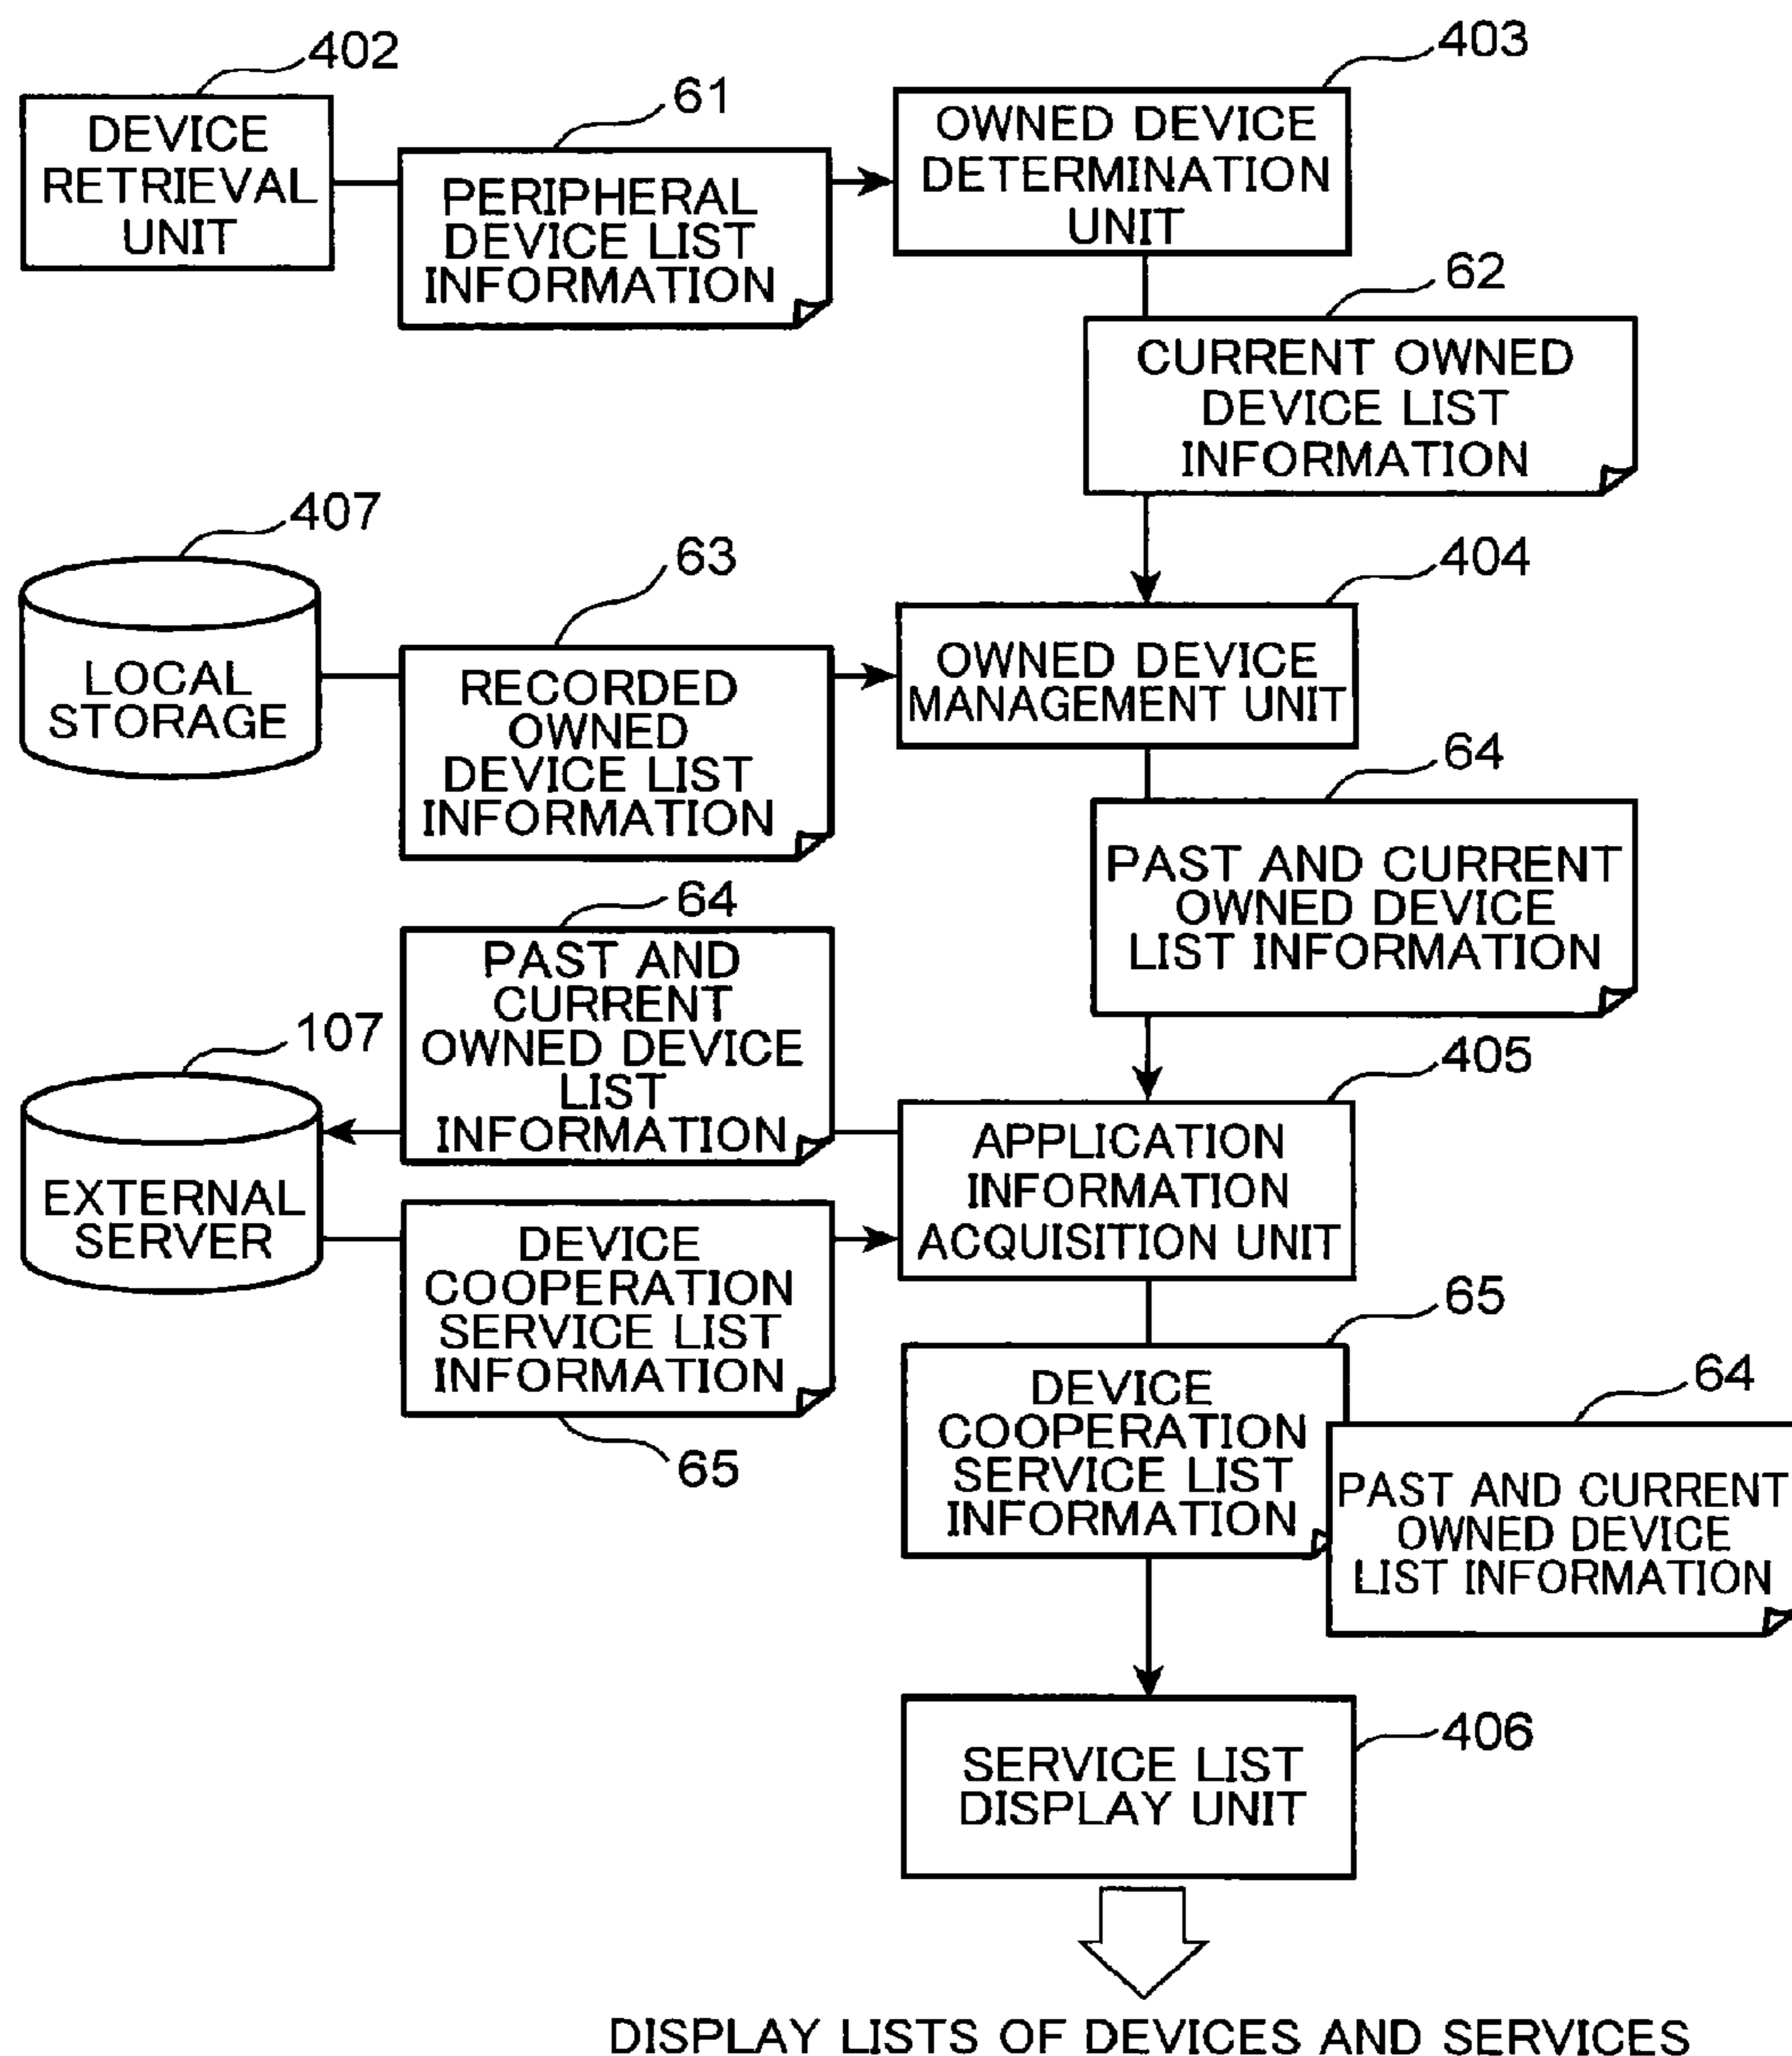 402
DEVICE
RETRIEVAL
UNIT
61
PERIPHERAL
DEVICE LIST
INFORMATION
403
OWNED DEVICE
DETERMINATION
UNIT
62
CURRENT OWNED
DEVICE LIST
INFORMATION
407
LOCAL
STORAGE
63
RECORDED
OWNED
DEVICE LIST
INFORMATION
404
OWNED DEVICE
MANAGEMENT UNIT
64
PAST AND CURRENT
OWNED DEVICE
LIST INFORMATION
64
PAST AND
CURRENT
OWNED DEVICE
LIST
INFORMATION
107
EXTERNAL
SERVER
405
APPLICATION
INFORMATION
ACQUISITION UNIT
DEVICE
COOPERATION
SERVICE LIST
INFORMATION
65
65
DEVICE
COOPERATION
SERVICE LIST
INFORMATION
64
PAST AND CURRENT
OWNED DEVICE
LIST INFORMATION
406
SERVICE LIST
DISPLAY UNIT
DISPLAY LISTS OF DEVICES AND SERVICES